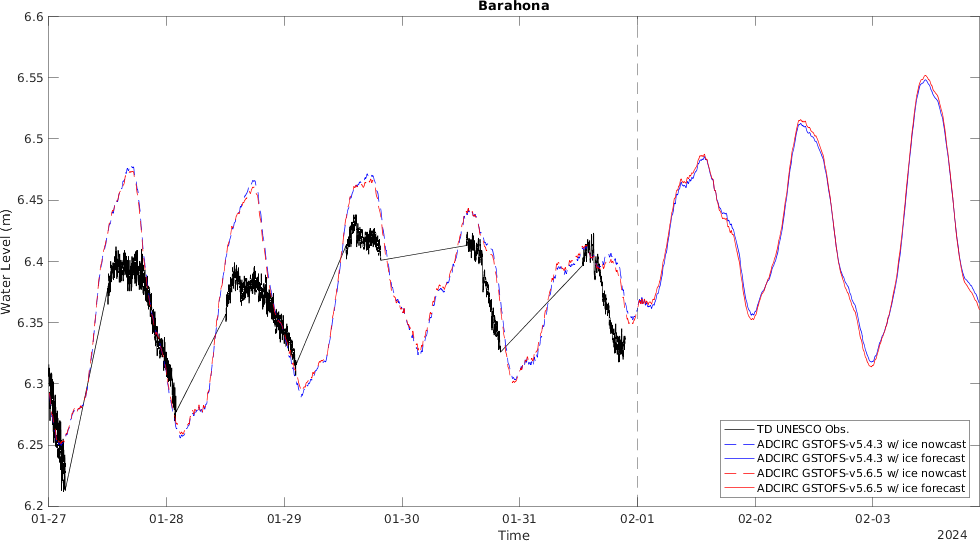 Barahona
6.6
6.55
6.5
6.45
6.4
6.35
6.3
6.25
6.2
Water Level (m)
01-27
01-28
01-29
01-30
01-31
02-01
02-02
02-03
Time
2024
TD UNESCO Obs.
ADCIRC GSTOFS-v5.4.3 w/ ice nowcast
ADCIRC GSTOFS-v5.4.3 w/ ice forecast
ADCIRC GSTOFS-v5.6.5 w/ ice nowcast
ADCIRC GSTOFS-v5.6.5 w/ ice forecast